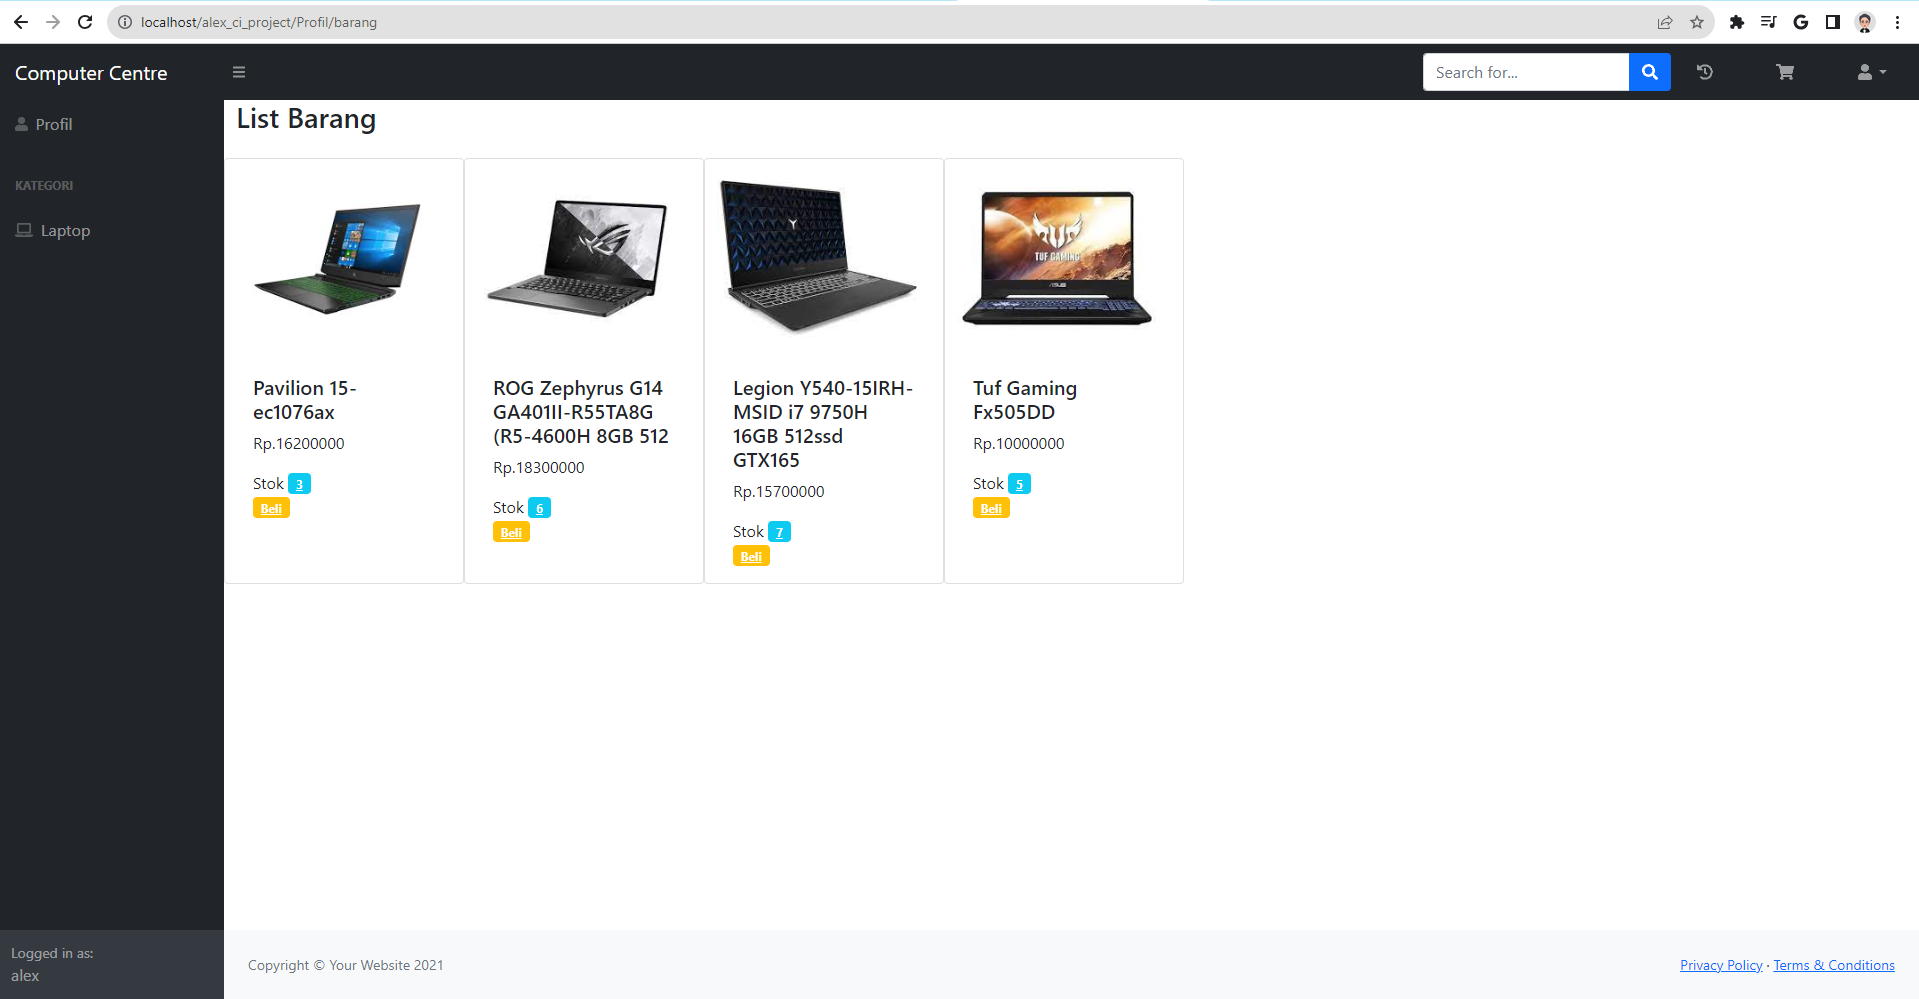 localhost/alex_ci_project/Profil/barang
Computer Centre
Search for...
Profil
KATEGORI
Laptop
List Barang
TUF GAMING
ASUS
Pavilion 15-
ec1076ax
Rp.16200000
Stok 3
Beli
ROG Zephyrus G14
GA401II-R55TA8G
(R5-4600H 8GB 512
Rp.18300000
Stok 6
Beli
Legion Y540-15IRH-
MSID i7 9750H
16GB 512ssd
GTX165
Rp.15700000
Stok 7
Beli
Tuf Gaming
Fx505DD
Rp.10000000
Stok 5
Beli
Logged in as:
alex
Copyright © Your Website 2021
Privacy Policy · Terms & Conditions